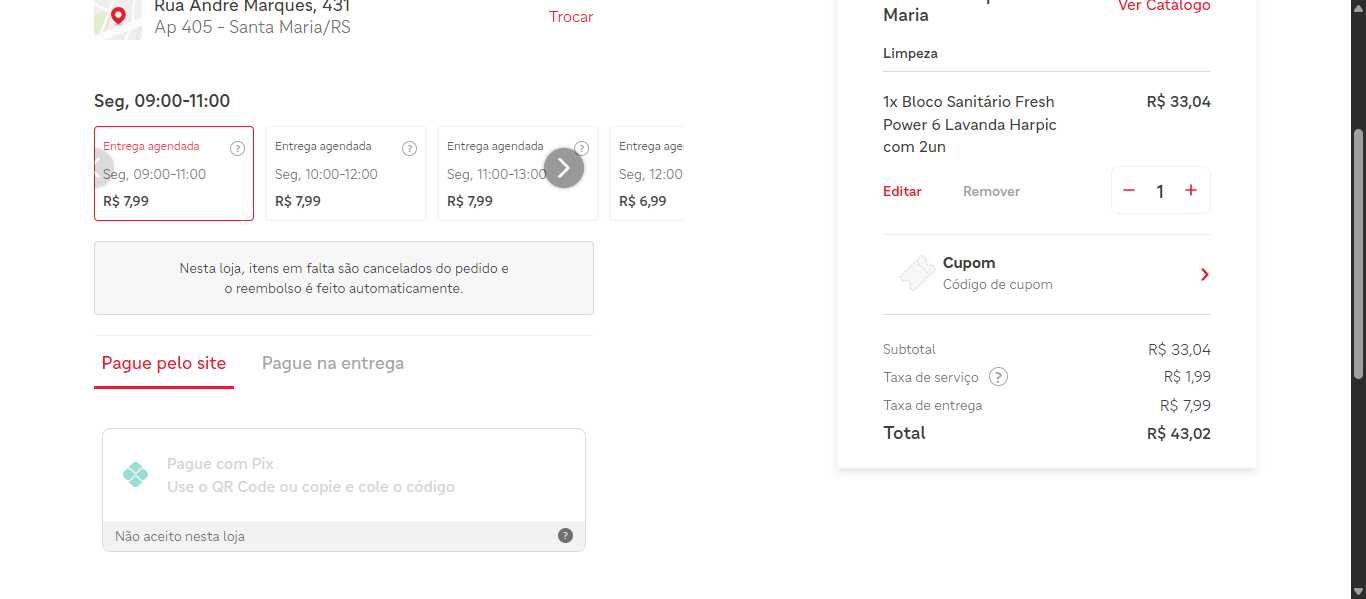 Rua André Marques, 431
Ap 405 - Santa Maria/RS
Trocar
Seg, 09:00-11:00
Entrega agendada
Seg, 09:00-11:00
R$ 7,99
Entrega agendada
Seg, 10:00-12:00
R$ 7,99
Entrega agendada
Seg, 11:00-13:00
R$ 7,99
Entrega age
Seg, 12:00
R$ 6,99
Nesta loja, itens em falta são cancelados do pedido e
o reembolso é feito automaticamente.
Pague pelo site
Pague na entrega
Pague com Pix
Use o QR Code ou copie e cole o código
Não aceito nesta loja
Maria
Ver Catálogo
Limpeza
1x Bloco Sanitário Fresh
Power 6 Lavanda Harpic
com 2un
R$ 33,04
Editar
Remover
1
Cupom
Código de cupom
Subtotal
R$ 33,04
Taxa de serviço
R$ 1,99
Taxa de entrega
R$ 7,99
Total
R$ 43,02